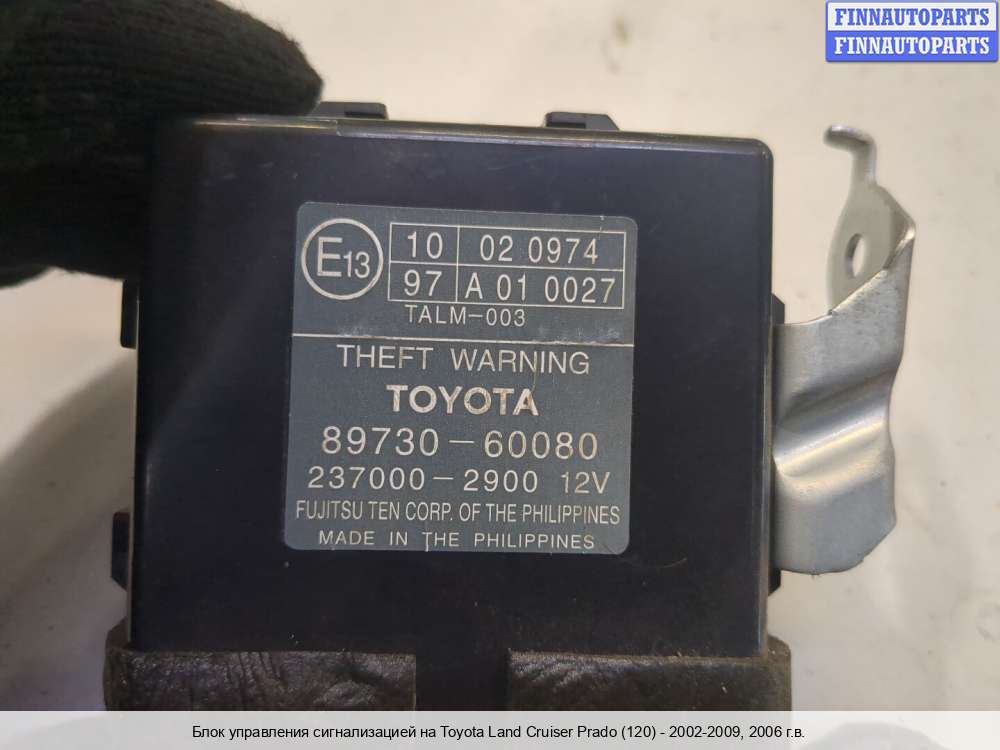 FINNAUTOPARTS
FINNAUTOPARTS
E13
10 02 0974
97 A 01 0027
TALM-003
THEFT WARNING
TOYOTA
89730-60080
237000-2900 12V
FUJITSU TEN CORP. OF THE PHILIPPINES
MADE IN THE PHILIPPINES
Блок управления сигнализацией на Toyota Land Cruiser Prado (120) - 2002-2009, 2006 г.в.